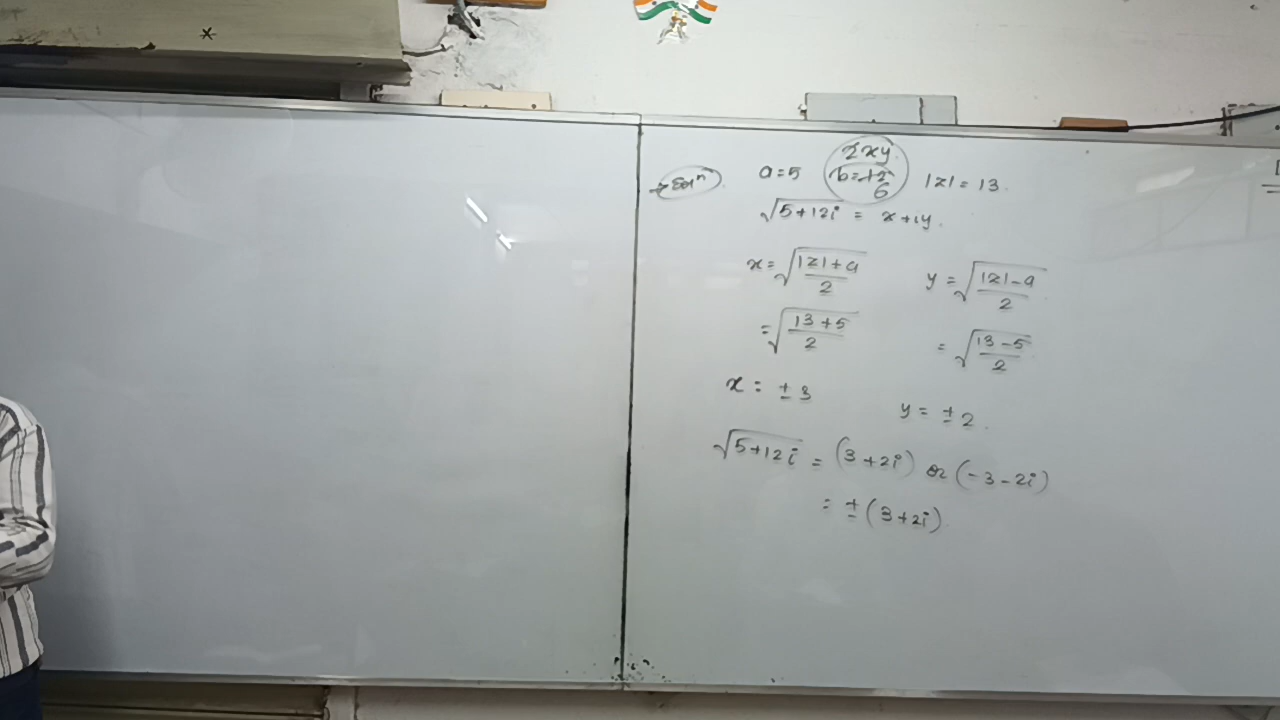 2xy
→ Solⁿ a=5 b=12 |z| = 13.
6
√5+12i = x+iy.
x = √|z|+a/2 y = √|z|-a/2
= √13+5/2 = √13-5/2
x = ± 3 y = ± 2.
√5+12i = (3+2i) or (-3-2i)
= ± (3+2i)